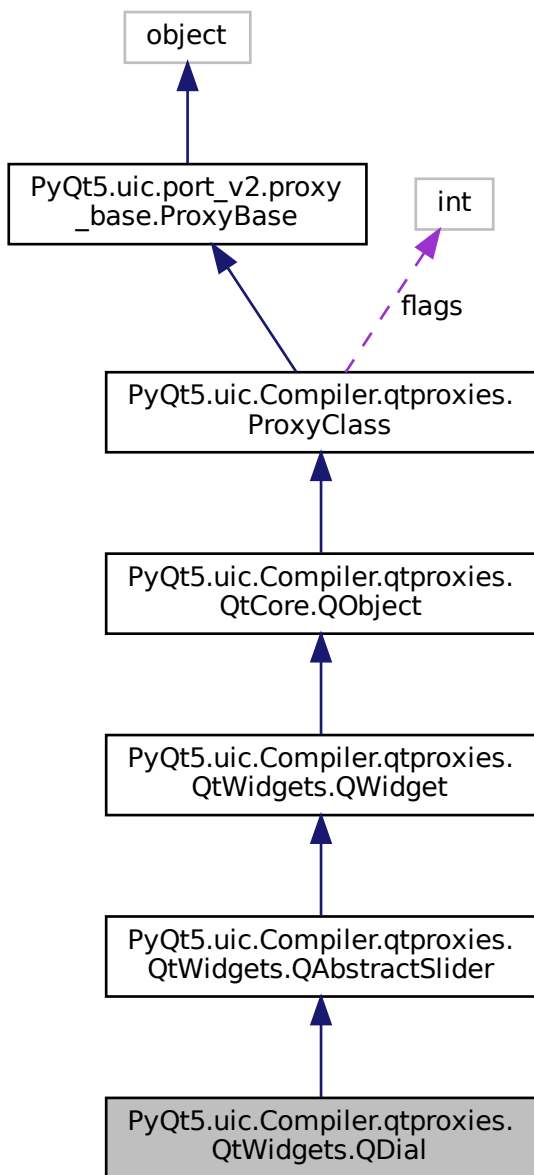 object
PyQt5.uic.port_v2.proxy
_base.ProxyBase
int
flags
PyQt5.uic.Compiler.qtproxies.
ProxyClass
PyQt5.uic.Compiler.qtproxies.
QtCore.QObject
PyQt5.uic.Compiler.qtproxies.
QtWidgets.QWidget
PyQt5.uic.Compiler.qtproxies.
QtWidgets.QAbstractSlider
PyQt5.uic.Compiler.qtproxies.
QtWidgets.QDial